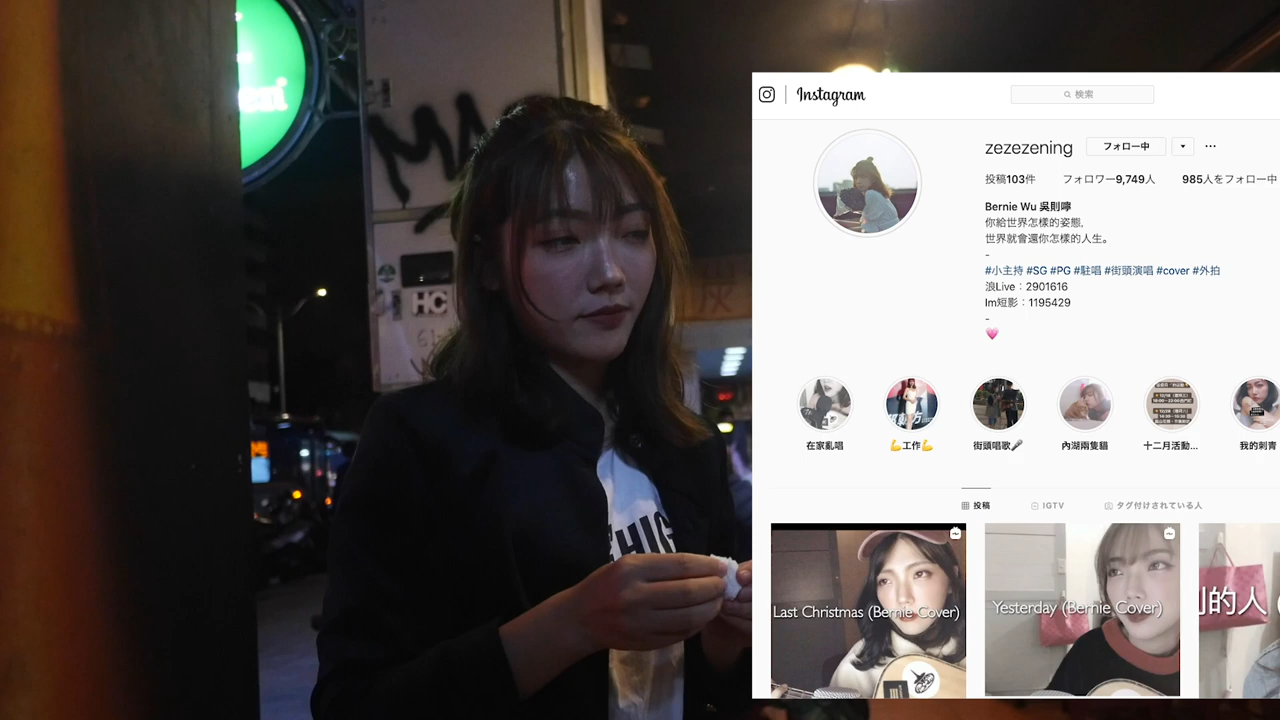 HC
Instagram
検索
zezezening
フォロー中
投稿103件
フォロワー9,749人
985人をフォロー中
Bernie Wu 吳則嚀
你給世界怎樣的姿態,
世界就會還你怎樣的人生。
-
#小主持 #SG #PG #駐唱 #街頭演唱 #cover #外拍
浪Live：2901616
lm短影：1195429
-
在家亂唱
💪工作💪
街頭唱歌🎤
內湖兩隻貓
十二月活動...
我的刺青
投稿
IGTV
タグ付けされている人
Last Christmas (Bernie Cover)
Yesterday (Bernie Cover)
別的人